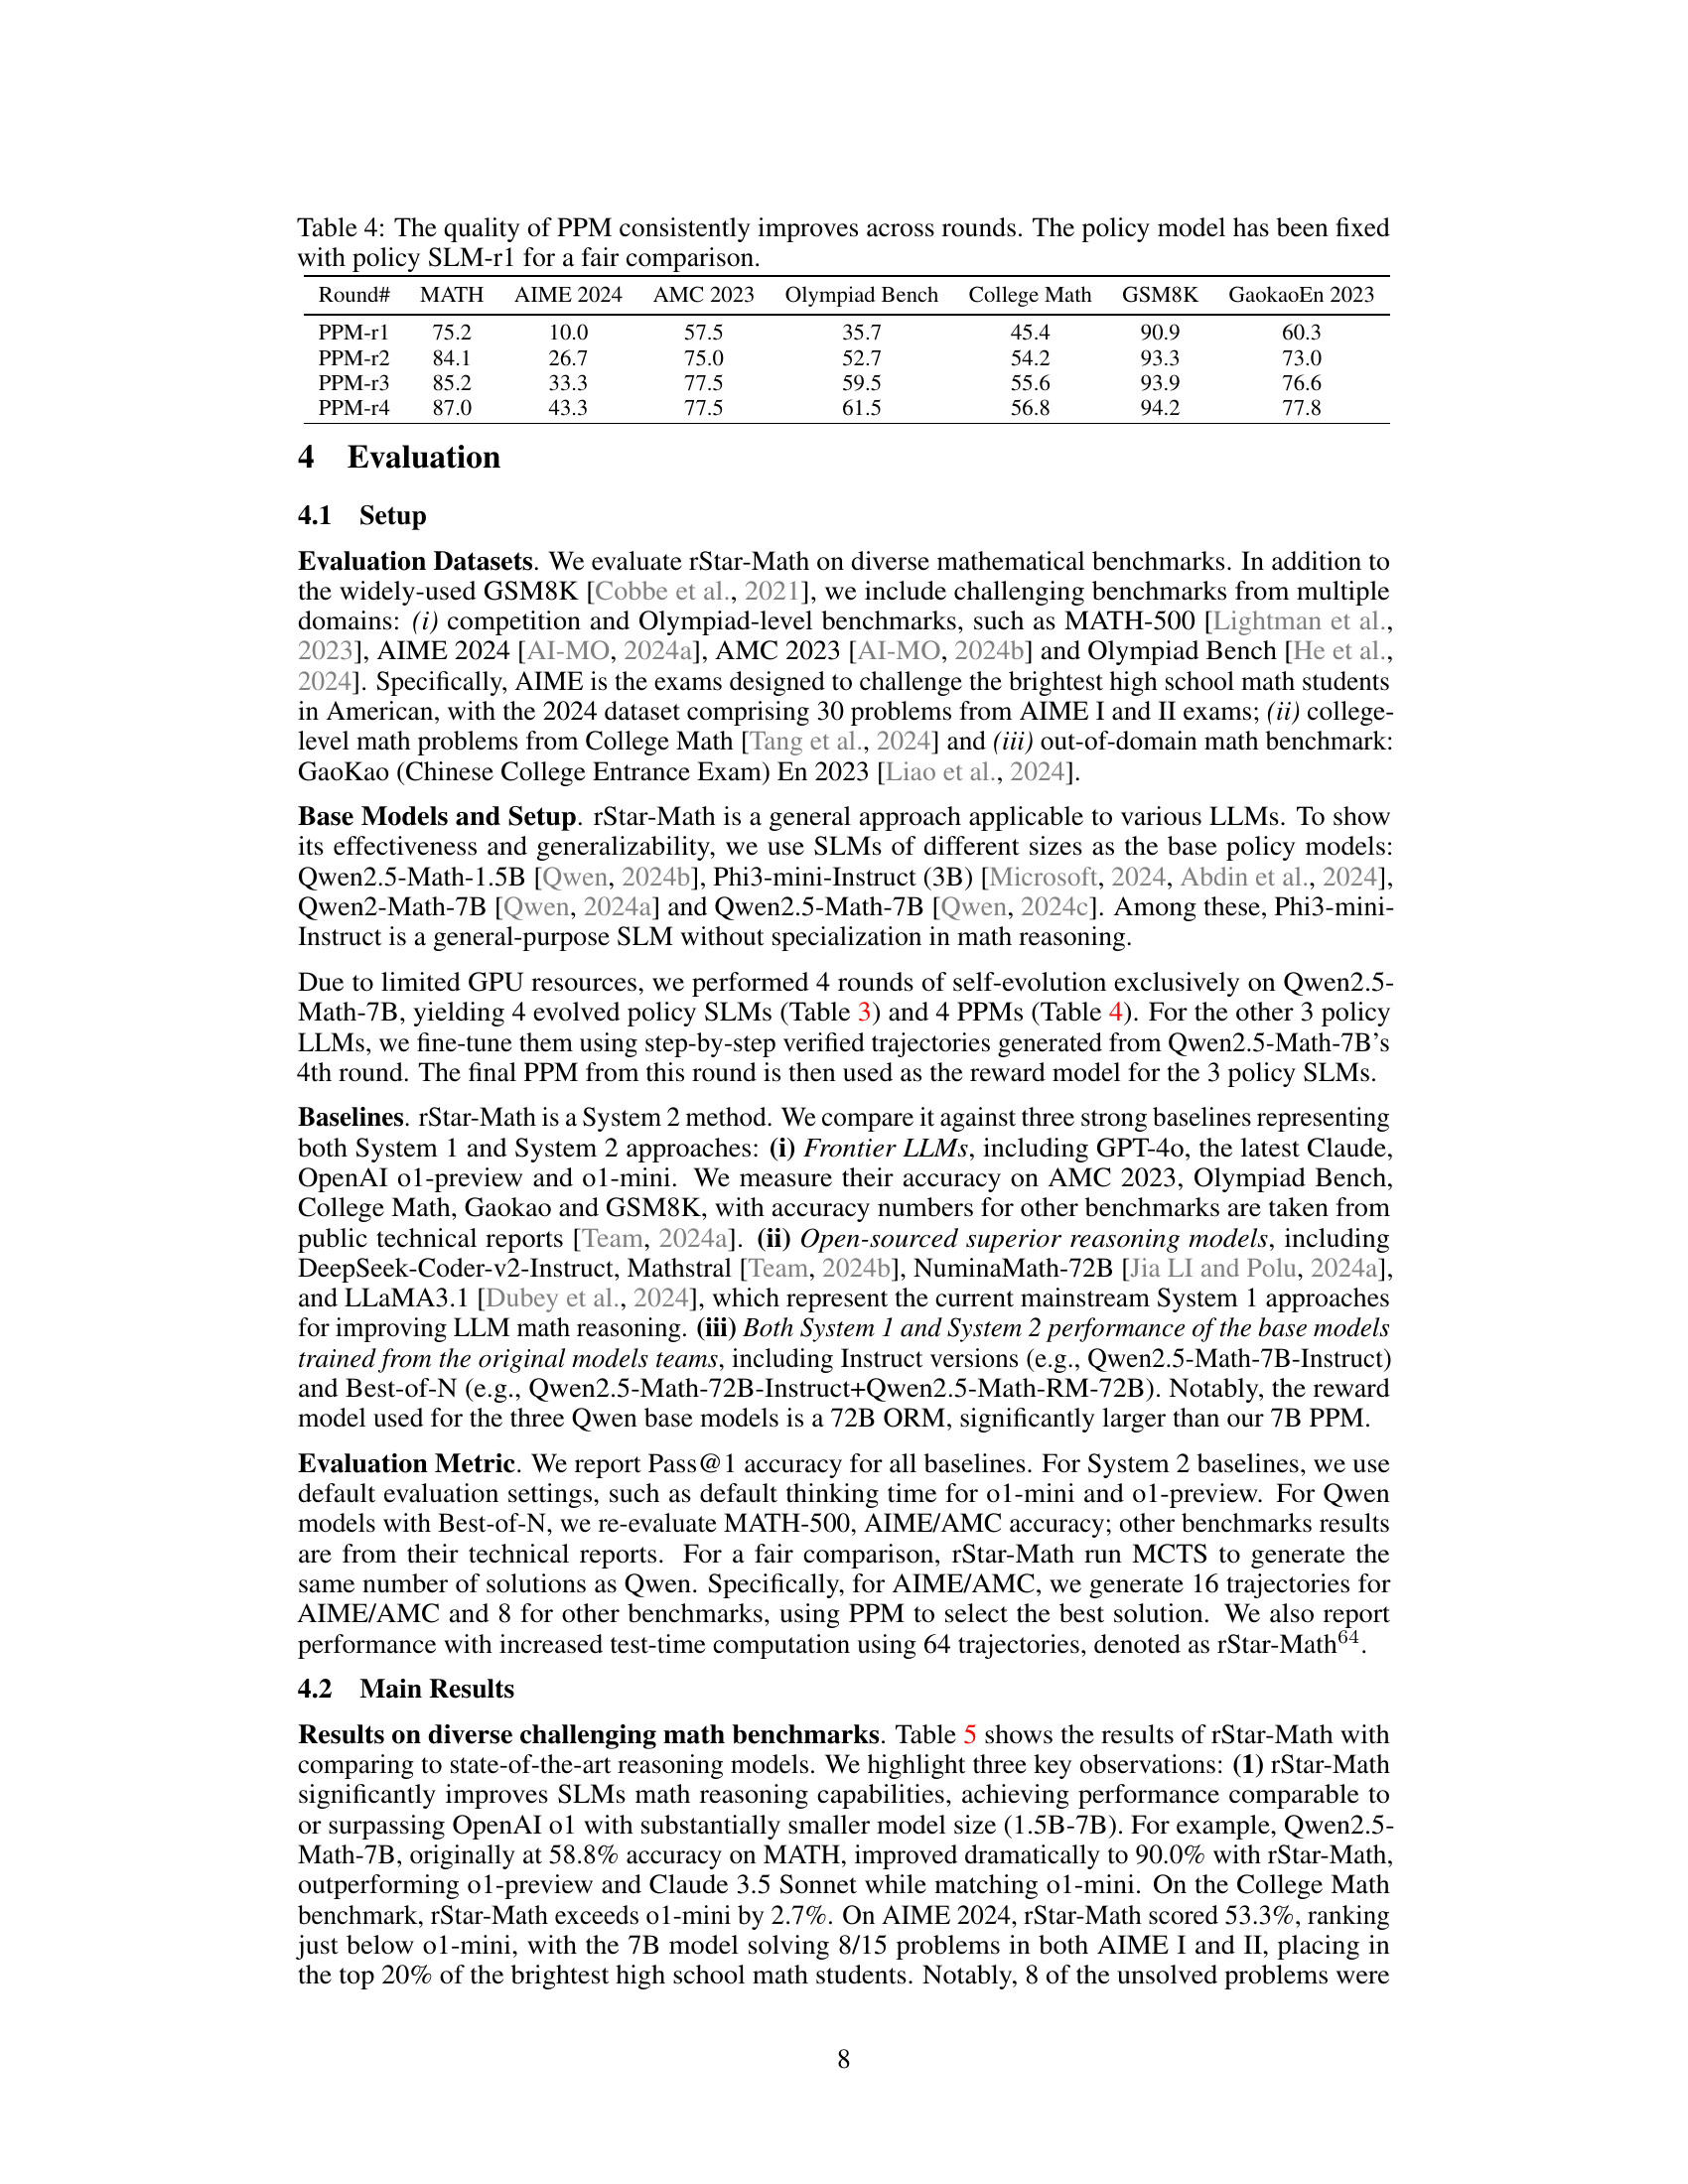 Table 4: The quality of PPM consistently improves across rounds. The policy model has been fixed
with policy SLM-r1 for a fair comparison.
Round# MATH AIME 2024 AMC 2023 Olympiad Bench College Math GSM8K GaokaoEn 2023
PPM-r1 75.2 10.0 57.5 35.7 45.4 90.9 60.3
PPM-r2 84.1 26.7 75.0 52.7 54.2 93.3 73.0
PPM-r3 85.2 33.3 77.5 59.5 55.6 93.9 76.6
PPM-r4 87.0 43.3 77.5 61.5 56.8 94.2 77.8
4 Evaluation
4.1 Setup
Evaluation Datasets. We evaluate rStar-Math on diverse mathematical benchmarks. In addition to
the widely-used GSM8K [Cobbe et al., 2021], we include challenging benchmarks from multiple
domains: (i) competition and Olympiad-level benchmarks, such as MATH-500 [Lightman et al.,
2023], AIME 2024 [AI-MO, 2024a], AMC 2023 [AI-MO, 2024b] and Olympiad Bench [He et al.,
2024]. Specifically, AIME is the exams designed to challenge the brightest high school math students
in American, with the 2024 dataset comprising 30 problems from AIME I and II exams; (ii) college-
level math problems from College Math [Tang et al., 2024] and (iii) out-of-domain math benchmark:
GaoKao (Chinese College Entrance Exam) En 2023 [Liao et al., 2024].
Base Models and Setup. rStar-Math is a general approach applicable to various LLMs. To show
its effectiveness and generalizability, we use SLMs of different sizes as the base policy models:
Qwen2.5-Math-1.5B [Qwen, 2024b], Phi3-mini-Instruct (3B) [Microsoft, 2024, Abdin et al., 2024],
Qwen2-Math-7B [Qwen, 2024a] and Qwen2.5-Math-7B [Qwen, 2024c]. Among these, Phi3-mini-
Instruct is a general-purpose SLM without specialization in math reasoning.
Due to limited GPU resources, we performed 4 rounds of self-evolution exclusively on Qwen2.5-
Math-7B, yielding 4 evolved policy SLMs (Table 3) and 4 PPMs (Table 4). For the other 3 policy
LLMs, we fine-tune them using step-by-step verified trajectories generated from Qwen2.5-Math-7B's
4th round. The final PPM from this round is then used as the reward model for the 3 policy SLMs.
Baselines. rStar-Math is a System 2 method. We compare it against three strong baselines representing
both System 1 and System 2 approaches: (i) Frontier LLMs, including GPT-4o, the latest Claude,
OpenAI o1-preview and o1-mini. We measure their accuracy on AMC 2023, Olympiad Bench,
College Math, Gaokao and GSM8K, with accuracy numbers for other benchmarks are taken from
public technical reports [Team, 2024a]. (ii) Open-sourced superior reasoning models, including
DeepSeek-Coder-v2-Instruct, Mathstral [Team, 2024b], NuminaMath-72B [Jia LI and Polu, 2024a],
and LLaMA3.1 [Dubey et al., 2024], which represent the current mainstream System 1 approaches
for improving LLM math reasoning. (iii) Both System 1 and System 2 performance of the base models
trained from the original models teams, including Instruct versions (e.g., Qwen2.5-Math-7B-Instruct)
and Best-of-N (e.g., Qwen2.5-Math-72B-Instruct+Qwen2.5-Math-RM-72B). Notably, the reward
model used for the three Qwen base models is a 72B ORM, significantly larger than our 7B PPM.
Evaluation Metric. We report Pass@1 accuracy for all baselines. For System 2 baselines, we use
default evaluation settings, such as default thinking time for o1-mini and o1-preview. For Qwen
models with Best-of-N, we re-evaluate MATH-500, AIME/AMC accuracy; other benchmarks results
are from their technical reports. For a fair comparison, rStar-Math run MCTS to generate the
same number of solutions as Qwen. Specifically, for AIME/AMC, we generate 16 trajectories for
AIME/AMC and 8 for other benchmarks, using PPM to select the best solution. We also report
performance with increased test-time computation using 64 trajectories, denoted as rStar-Math⁶⁴.
4.2 Main Results
Results on diverse challenging math benchmarks. Table 5 shows the results of rStar-Math with
comparing to state-of-the-art reasoning models. We highlight three key observations: (1) rStar-Math
significantly improves SLMs math reasoning capabilities, achieving performance comparable to
or surpassing OpenAI o1 with substantially smaller model size (1.5B-7B). For example, Qwen2.5-
Math-7B, originally at 58.8% accuracy on MATH, improved dramatically to 90.0% with rStar-Math,
outperforming o1-preview and Claude 3.5 Sonnet while matching o1-mini. On the College Math
benchmark, rStar-Math exceeds o1-mini by 2.7%. On AIME 2024, rStar-Math scored 53.3%, ranking
just below o1-mini, with the 7B model solving 8/15 problems in both AIME I and II, placing in
the top 20% of the brightest high school math students. Notably, 8 of the unsolved problems were
8